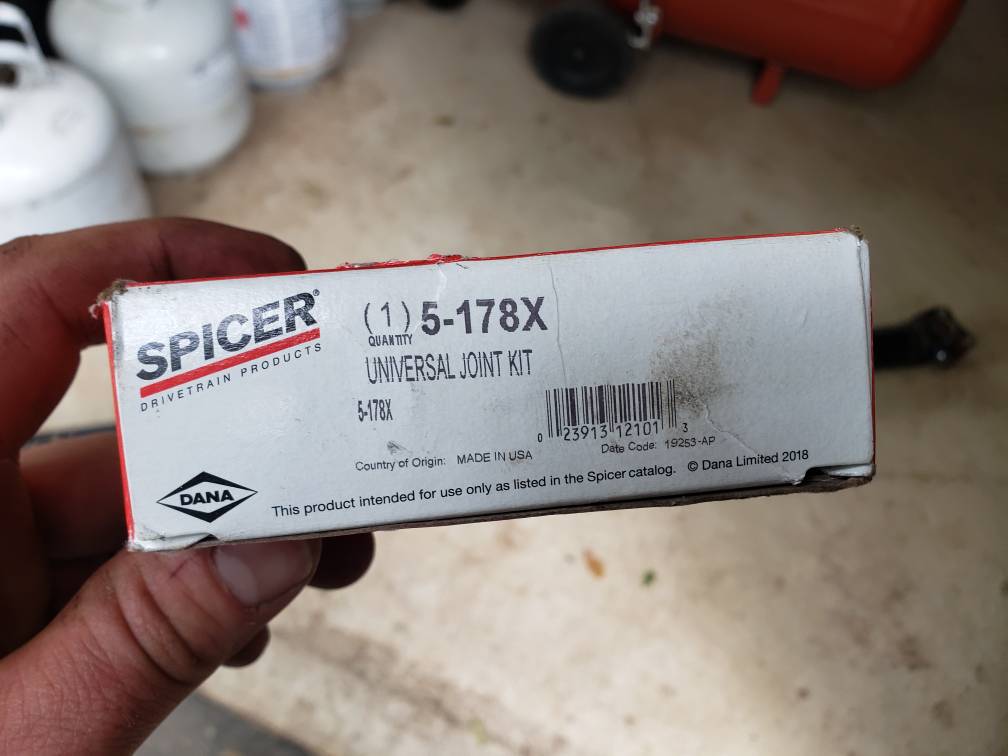 SPICER®
DRIVETRAIN PRODUCTS
(1) 5-178X
QUANTITY
UNIVERSAL JOINT KIT
5-178X
0 23913 12101 3
Date Code: 19253-AP
Country of Origin: MADE IN USA
DANA
This product intended for use only as listed in the Spicer catalog. © Dana Limited 2018